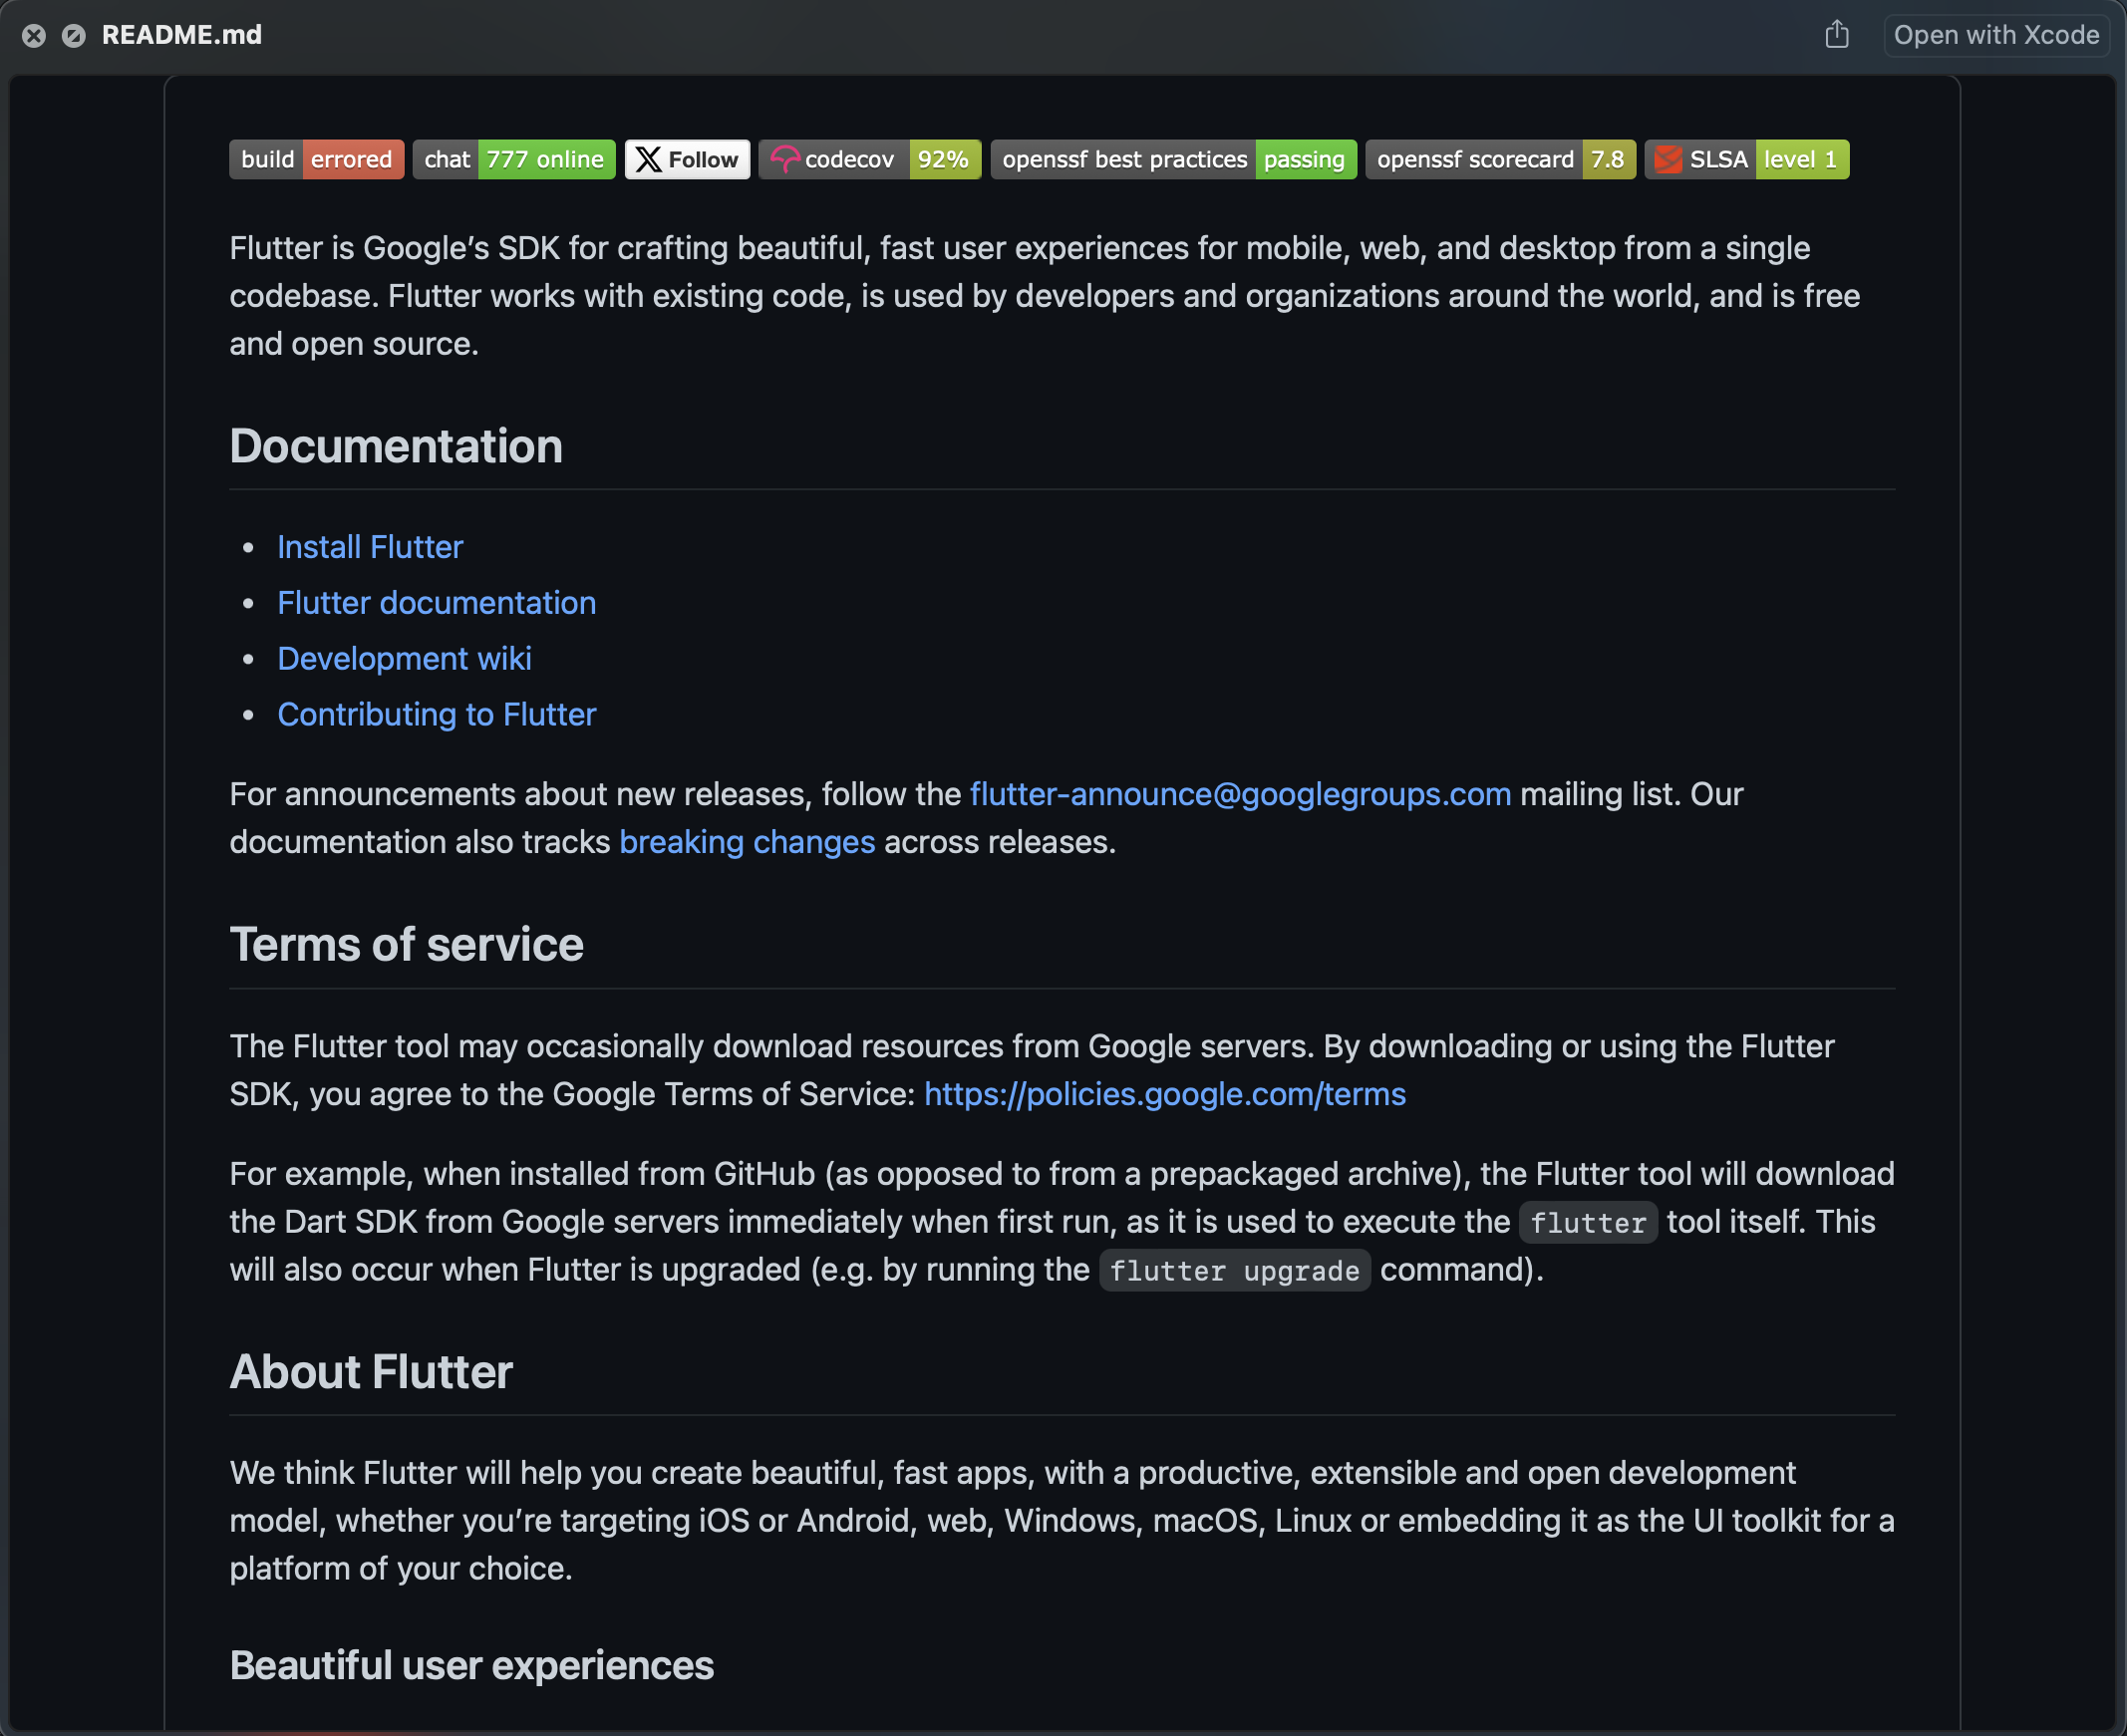 README.md
Open with Xcode
build errored chat 777 online Follow codecov 92% openssf best practices passing openssf scorecard 7.8 SLSA level 1
Flutter is Google’s SDK for crafting beautiful, fast user experiences for mobile, web, and desktop from a single
codebase. Flutter works with existing code, is used by developers and organizations around the world, and is free
and open source.
Documentation
• Install Flutter
• Flutter documentation
• Development wiki
• Contributing to Flutter
For announcements about new releases, follow the flutter-announce@googlegroups.com mailing list. Our
documentation also tracks breaking changes across releases.
Terms of service
The Flutter tool may occasionally download resources from Google servers. By downloading or using the Flutter
SDK, you agree to the Google Terms of Service: https://policies.google.com/terms
For example, when installed from GitHub (as opposed to from a prepackaged archive), the Flutter tool will download
the Dart SDK from Google servers immediately when first run, as it is used to execute the flutter tool itself. This
will also occur when Flutter is upgraded (e.g. by running the flutter upgrade command).
About Flutter
We think Flutter will help you create beautiful, fast apps, with a productive, extensible and open development
model, whether you’re targeting iOS or Android, web, Windows, macOS, Linux or embedding it as the UI toolkit for a
platform of your choice.
Beautiful user experiences